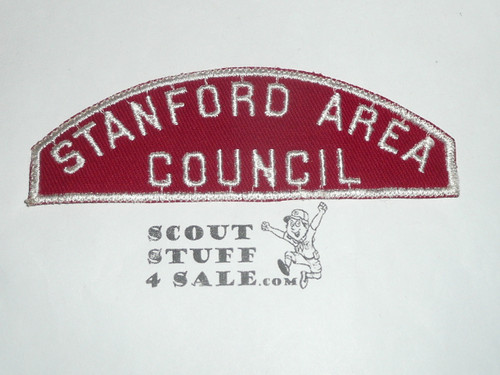 STANFORD AREA
COUNCIL
SCOUT
STUFF
4 SALE.COM